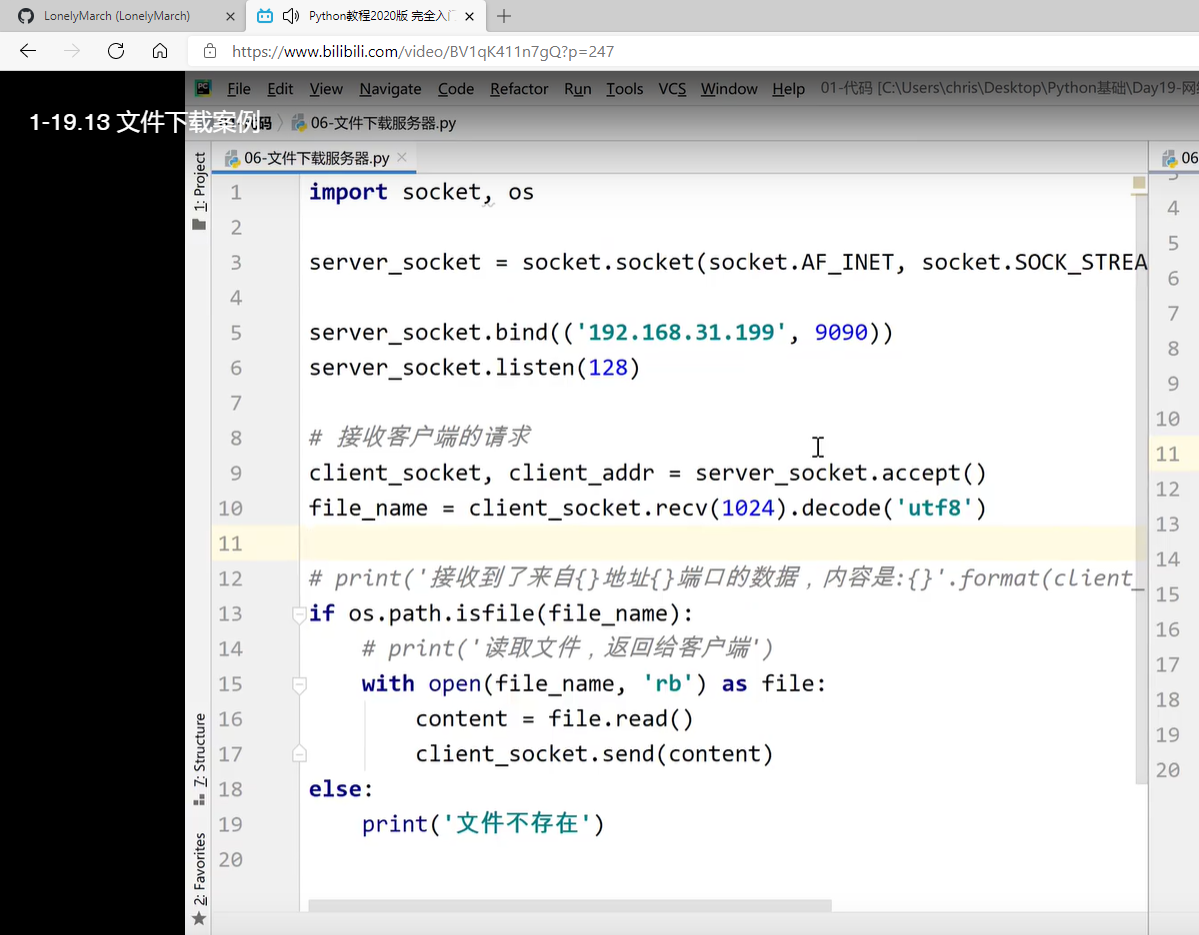 LonelyMarch (LonelyMarch)
Python教程2020版 完全入门
https://www.bilibili.com/video/BV1qK411n7gQ?p=247
File Edit View Navigate Code Refactor Run Tools VCS Window Help 01-代码 [C:\Users\chris\Desktop\Python基础\Day19-网
1-19.13 文件下载案例
代码 06-文件下载服务器.py
06-文件下载服务器.py
06
1: Project
7: Structure
2: Favorites
1 import socket, os
2
3 server_socket = socket.socket(socket.AF_INET, socket.SOCK_STREA
4
5 server_socket.bind(('192.168.31.199', 9090))
6 server_socket.listen(128)
7
8 # 接收客户端的请求
9 client_socket, client_addr = server_socket.accept()
10 file_name = client_socket.recv(1024).decode('utf8')
11
12 # print('接收到了来自{}地址{}端口的数据，内容是:{}'.format(client_
13 if os.path.isfile(file_name):
14 # print('读取文件，返回给客户端')
15 with open(file_name, 'rb') as file:
16 content = file.read()
17 client_socket.send(content)
18 else:
19 print('文件不存在')
20
4
5
6
7
8
9
10
11
12
13
14
15
16
17
18
19
20